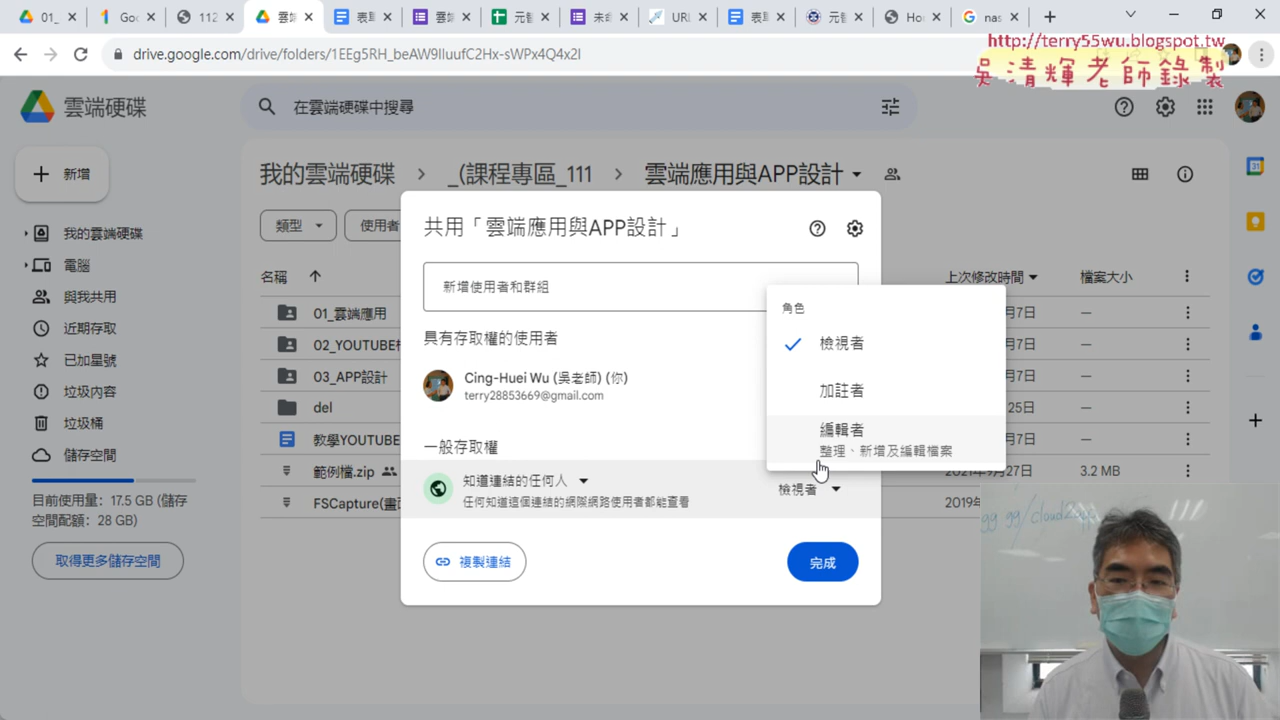 01_
Goo
112
雲端
表單
雲端
元智
未命
URL
表單
元智
Ho
nas
drive.google.com/drive/folders/1EEg5RH_beAW9IluufC2Hx-sWPx4Q4x2I
http://terry55wu.blogspot.tw
吳清輝老師錄製
雲端硬碟
在雲端硬碟中搜尋
新增
我的雲端硬碟 › _(課程專區_111 › 雲端應用與APP設計
類型
使用者
我的雲端硬碟
電腦
與我共用
近期存取
已加星號
垃圾內容
垃圾桶
儲存空間
目前使用量: 17.5 GB (儲存
空間配額: 28 GB)
取得更多儲存空間
名稱
上次修改時間
檔案大小
01_雲端應用
月7日
—
02_YOUTUBE
月7日
—
03_APP設計
月7日
—
del
25日
—
教學YOUTUBE
月7日
—
範例檔.zip
2021年9月27日
3.2 MB
FSCapture(畫
2019年
共用「雲端應用與APP設計」
新增使用者和群組
具有存取權的使用者
Cing-Huei Wu (吳老師) (你)
terry28853669@gmail.com
一般存取權
知道連結的任何人
任何知道這個連結的網際網路使用者都能查看
檢視者
複製連結
完成
角色
檢視者
加註者
編輯者
整理、新增及編輯檔案
31